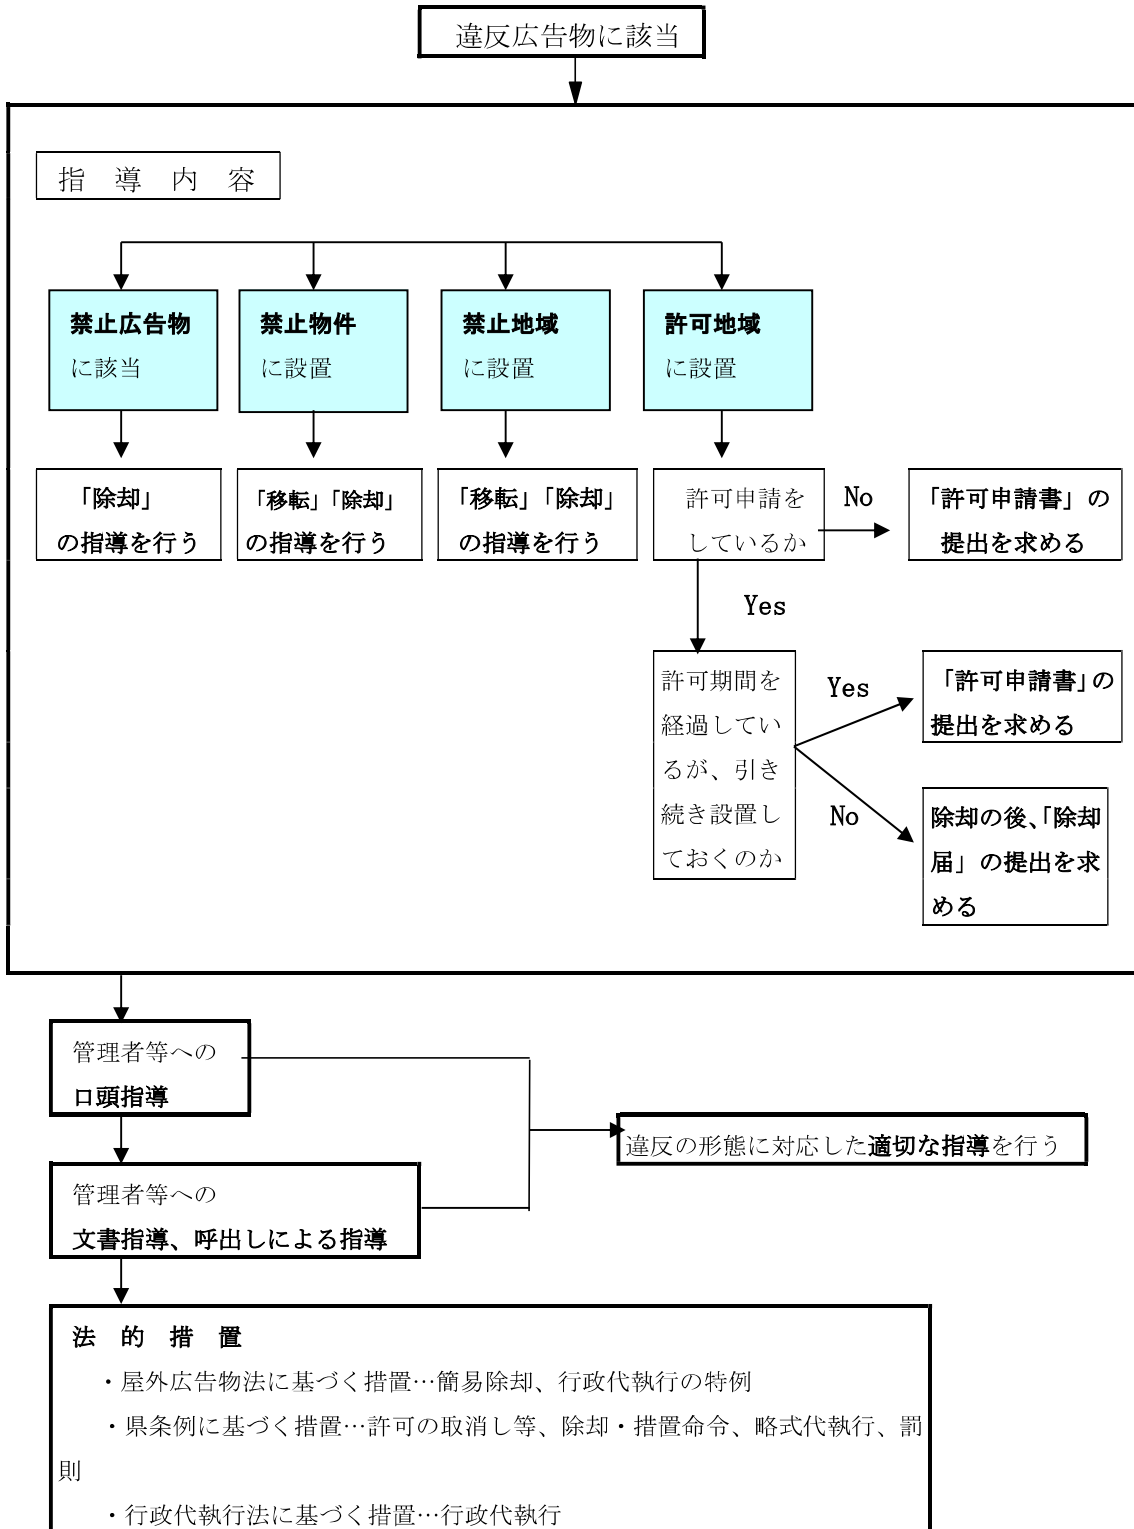 違反広告物に該当
指　導　内　容
禁止広告物
に該当
禁止物件
に設置
禁止地域
に設置
許可地域
に設置
「除却」
の指導を行う
「移転」「除却」
の指導を行う
「移転」「除却」
の指導を行う
許可申請を
しているか
No
「許可申請書」の
提出を求める
Yes
許可期間を
経過してい
るが、引き
続き設置し
ておくのか
Yes
「許可申請書」の
提出を求める
No
除却の後、「除却
届」の提出を求
める
管理者等への
口頭指導
違反の形態に対応した適切な指導を行う
管理者等への
文書指導、呼出しによる指導
法　的　措　置
・屋外広告物法に基づく措置…簡易除却、行政代執行の特例
・県条例に基づく措置…許可の取消し等、除却・措置命令、略式代執行、罰
則
・行政代執行法に基づく措置…行政代執行